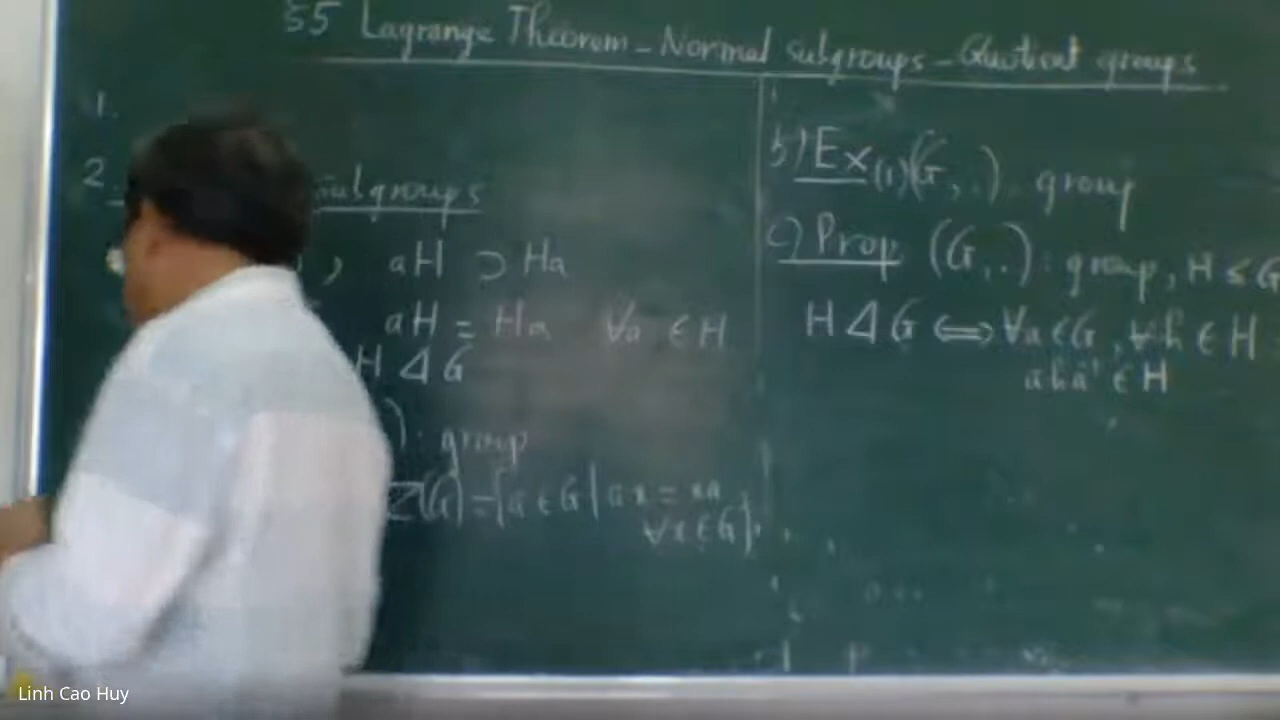 §5 Lagrange Theorem - Normal subgroups - Quotient groups
1.
2. subgroups
, aH ⊃ Ha
aH = Ha ∀a ∈ H
H ⊲ G
) : group
Z(G) = {a ∈ G | ax = xa,
∀x ∈ G}.
b) Ex (1) (G, .) group
c) Prop (G, .) : group, H ≤ G
H ⊲ G ⟺ ∀a ∈ G, ∀h ∈ H :
aha⁻¹ ∈ H
Linh Cao Huy